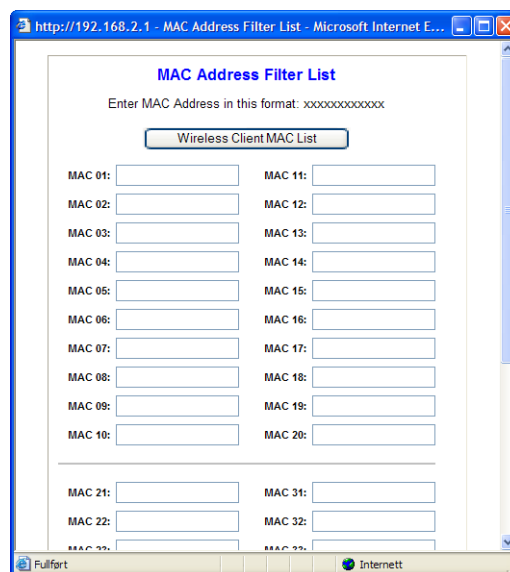 http://192.168.2.1 - MAC Address Filter List - Microsoft Internet E...
MAC Address Filter List
Enter MAC Address in this format: xxxxxxxxxxxx
Wireless Client MAC List
MAC 01: MAC 11:
MAC 02: MAC 12:
MAC 03: MAC 13:
MAC 04: MAC 14:
MAC 05: MAC 15:
MAC 06: MAC 16:
MAC 07: MAC 17:
MAC 08: MAC 18:
MAC 09: MAC 19:
MAC 10: MAC 20:
MAC 21: MAC 31:
MAC 22: MAC 32:
MAC 23: MAC 33:
Fullført Internett